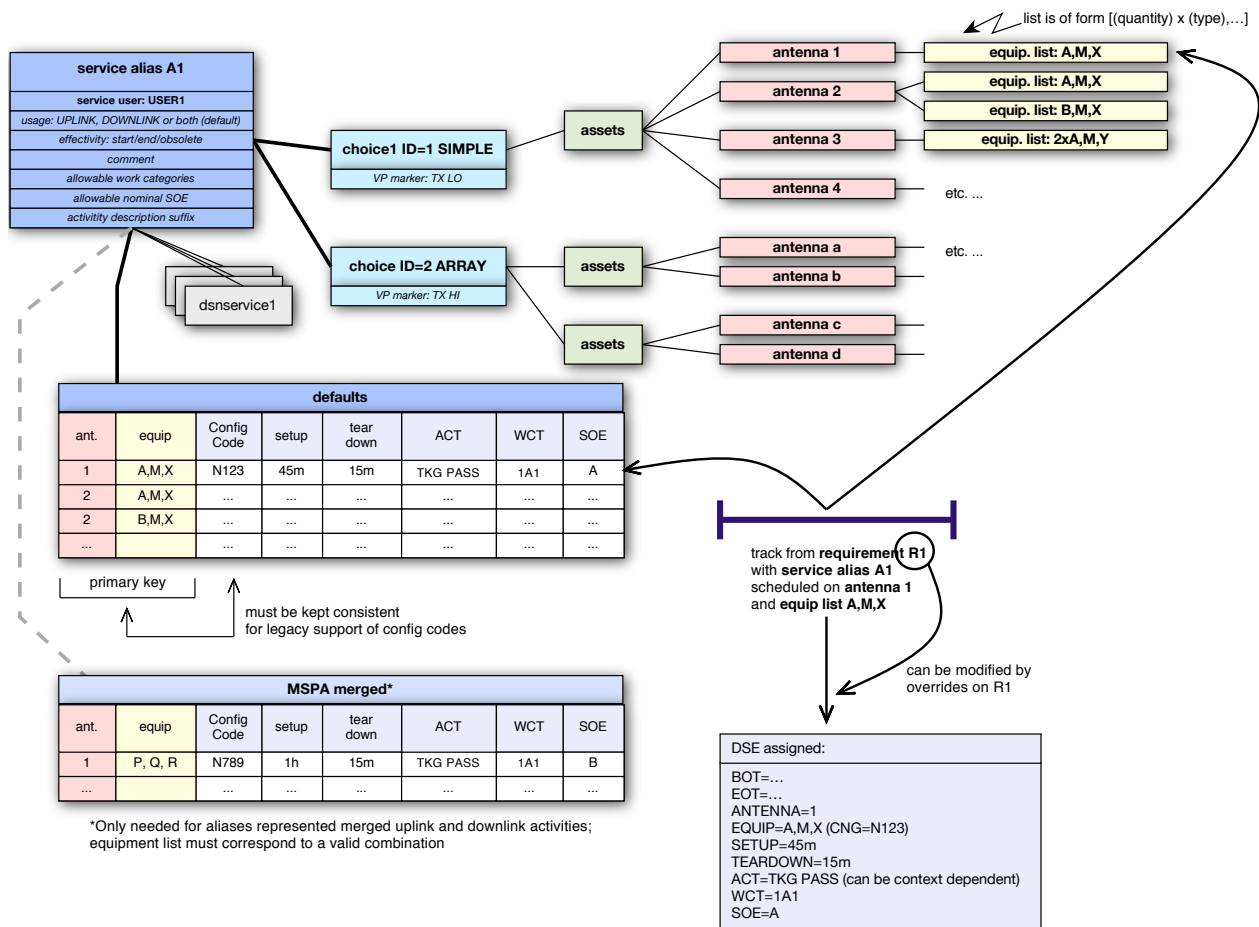 list is of form [(quantity) x (type),…]
service alias A1
service user: USER1
usage: UPLINK, DOWNLINK or both (default)
effectivity: start/end/obsolete
comment
allowable work categories
allowable nominal SOE
activitity description suffix
dsnservice1
choice1 ID=1 SIMPLE
VP marker: TX LO
choice ID=2 ARRAY
VP marker: TX HI
assets
assets
assets
antenna 1
antenna 2
antenna 3
antenna 4
antenna a
antenna b
antenna c
antenna d
equip. list: A,M,X
equip. list: A,M,X
equip. list: B,M,X
equip. list: 2xA,M,Y
etc. ...
etc. ...
defaults
ant. equip Config Code setup tear down ACT WCT SOE
1 A,M,X N123 45m 15m TKG PASS 1A1 A
2 A,M,X ... ... ... ... ... ...
2 B,M,X ... ... ... ... ... ...
... ... ... ... ... ... ...
primary key
must be kept consistent
for legacy support of config codes
track from requirement R1
with service alias A1
scheduled on antenna 1
and equip list A,M,X
can be modified by
overrides on R1
MSPA merged*
ant. equip Config Code setup tear down ACT WCT SOE
1 P, Q, R N789 1h 15m TKG PASS 1A1 B
... ... ... ... ... ... ...
*Only needed for aliases represented merged uplink and downlink activities;
equipment list must correspond to a valid combination
DSE assigned:
BOT=…
EOT=…
ANTENNA=1
EQUIP=A,M,X (CNG=N123)
SETUP=45m
TEARDOWN=15m
ACT=TKG PASS (can be context dependent)
WCT=1A1
SOE=A